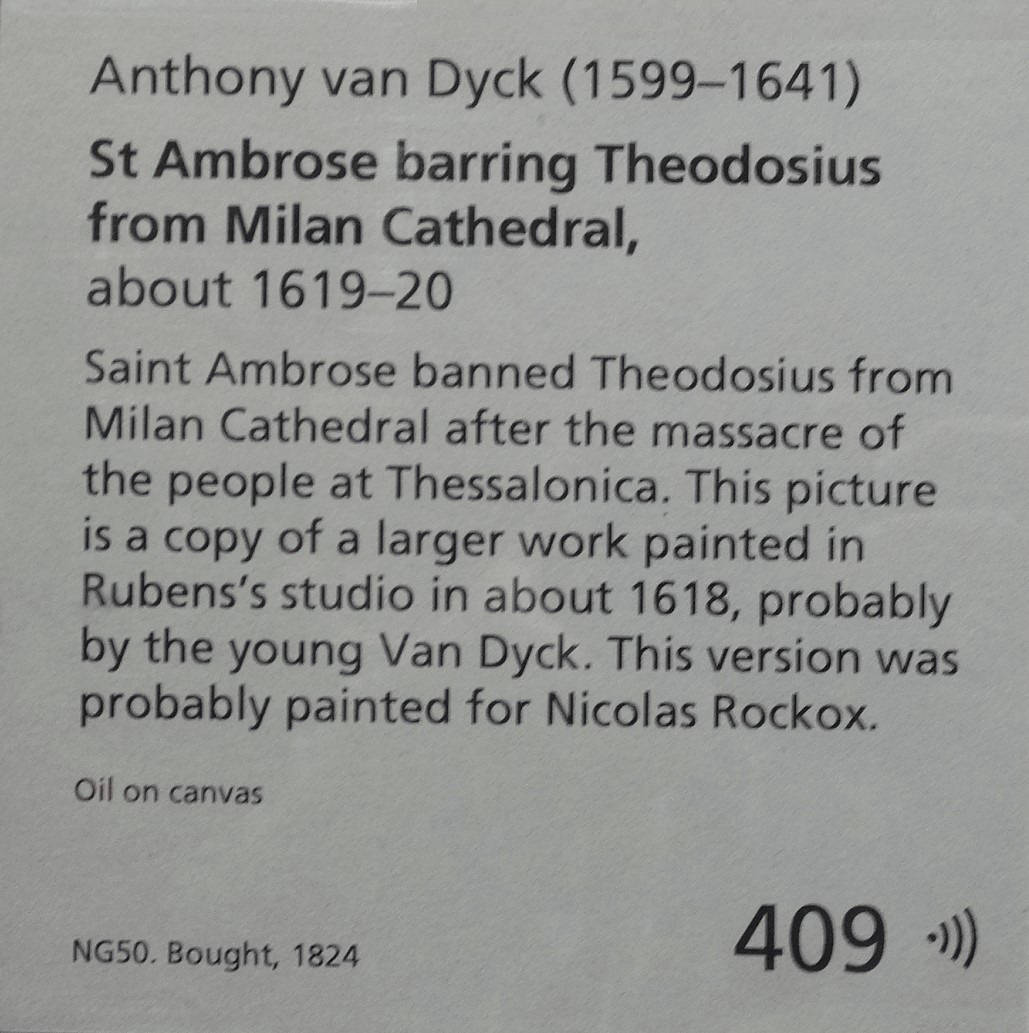 Anthony van Dyck (1599–1641)
St Ambrose barring Theodosius
from Milan Cathedral,
about 1619–20
Saint Ambrose banned Theodosius from
Milan Cathedral after the massacre of
the people at Thessalonica. This picture
is a copy of a larger work painted in
Rubens’s studio in about 1618, probably
by the young Van Dyck. This version was
probably painted for Nicolas Rockox.
Oil on canvas
NG50. Bought, 1824
409